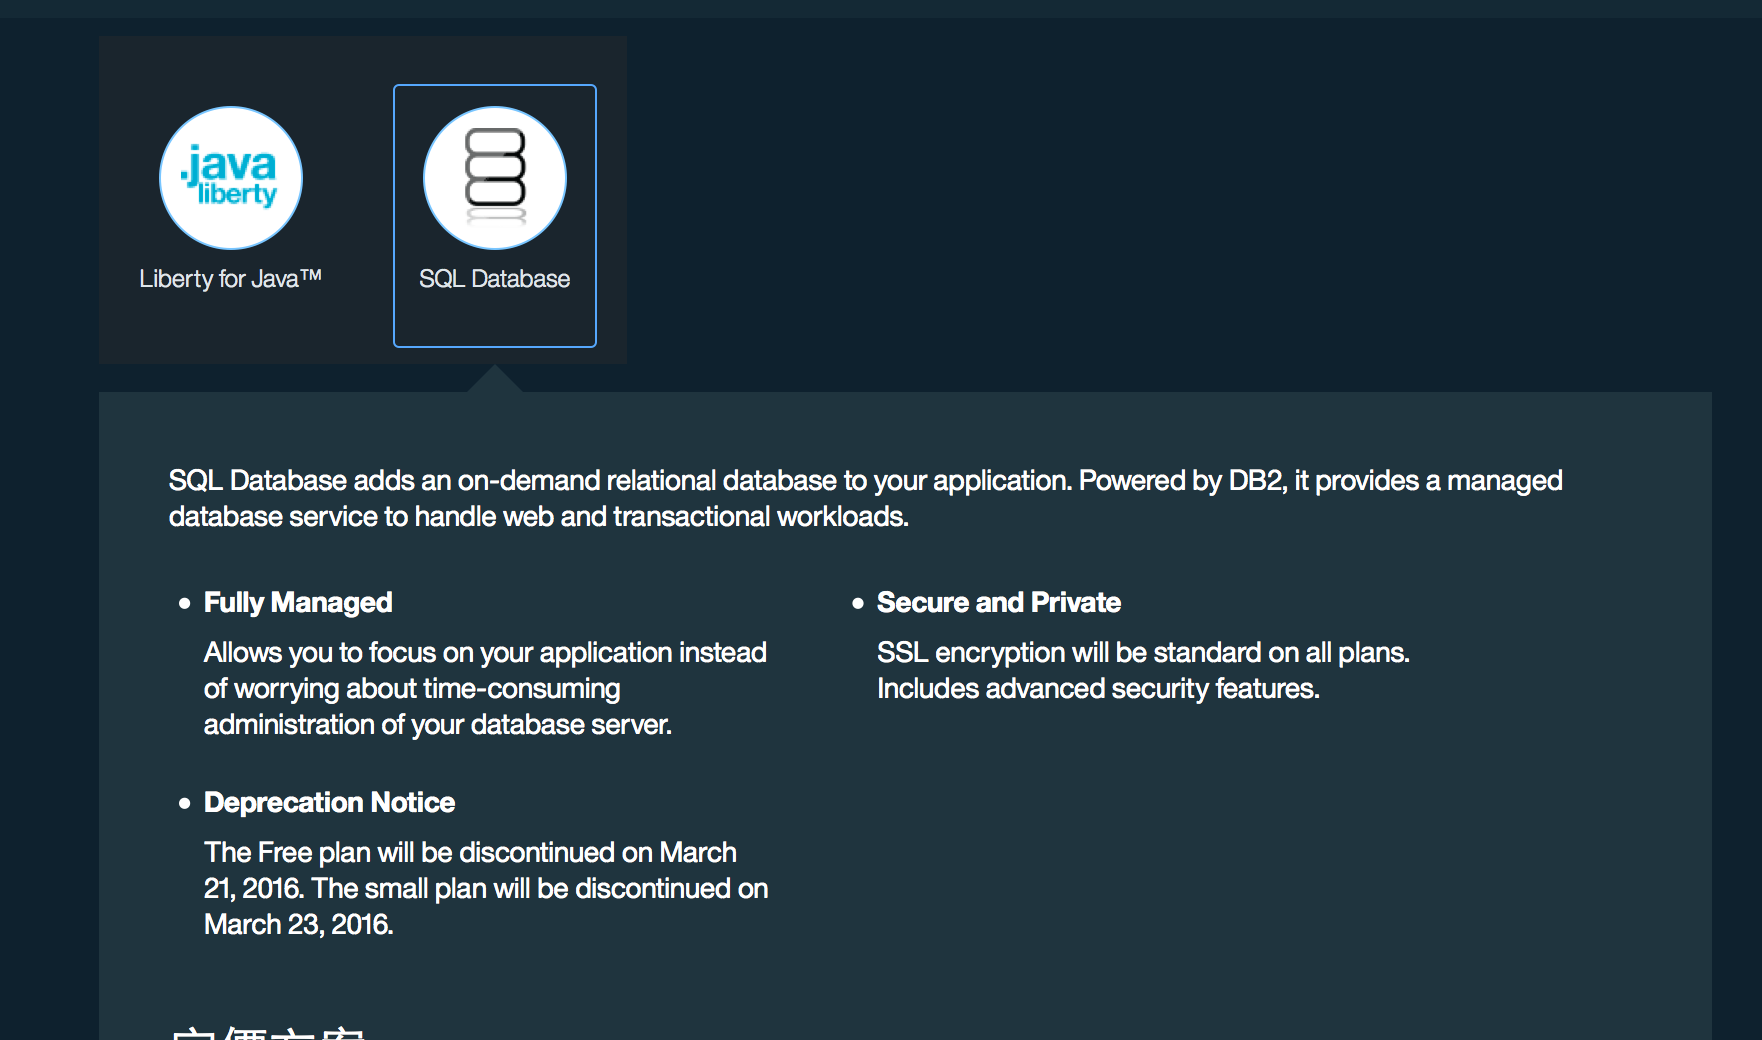 .java
liberty
Liberty for Java™
SQL Database
SQL Database adds an on-demand relational database to your application. Powered by DB2, it provides a managed
database service to handle web and transactional workloads.
Fully Managed
Allows you to focus on your application instead
of worrying about time-consuming
administration of your database server.
Secure and Private
SSL encryption will be standard on all plans.
Includes advanced security features.
Deprecation Notice
The Free plan will be discontinued on March
21, 2016. The small plan will be discontinued on
March 23, 2016.
定價方案